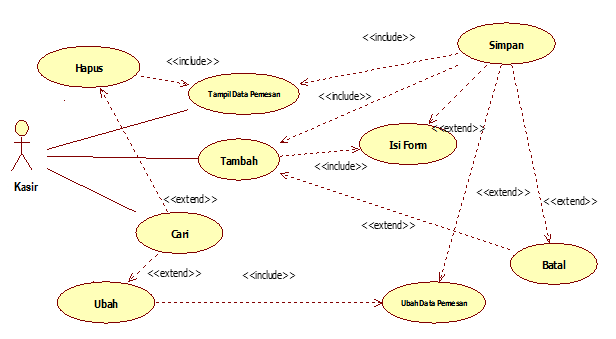 <<include>>
Simpan
Hapus
<<include>>
Tampil Data Pemesan
<<include>>
<<extend>>
Isi Form
Tambah
<<include>>
Kasir
<<extend>>
<<extend>>
<<extend>>
<<extend>>
Cari
Batal
<<extend>>
<<include>>
Ubah
Ubah Data Pemesan